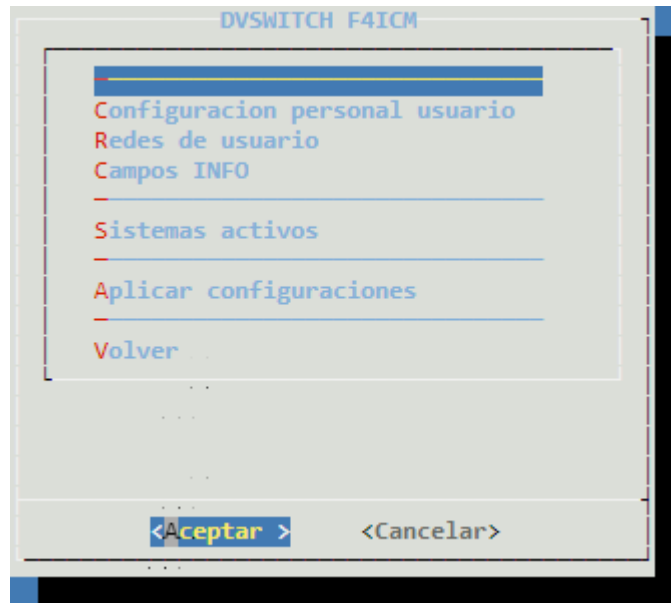 DVSWITCH F4ICM
Configuracion personal usuario
Redes de usuario
Campos INFO
Sistemas activos
Aplicar configuraciones
Volver
<Aceptar > <Cancelar>